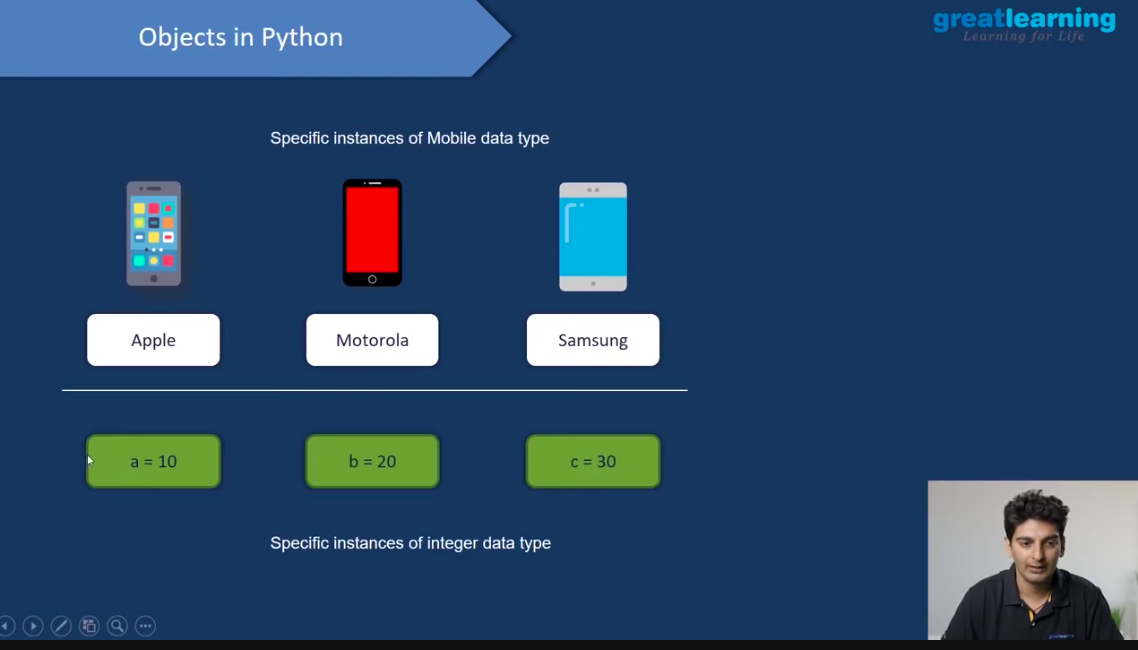 Objects in Python
greatlearning
Learning for Life
Specific instances of Mobile data type
Apple
Motorola
Samsung
a = 10
b = 20
c = 30
Specific instances of integer data type